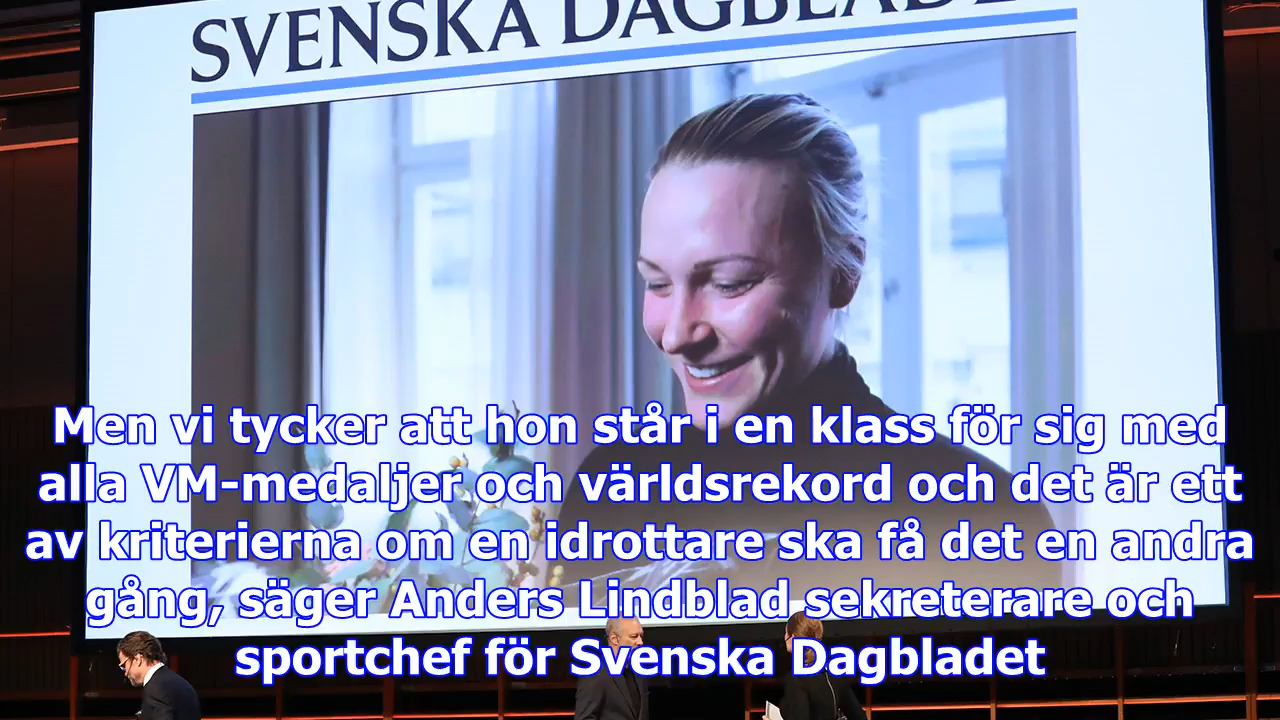 SVENSKA DAGBLADE
Men vi tycker att hon står i en klass för sig med
alla VM-medaljer och världsrekord och det är ett
av kriterierna om en idrottare ska få det en andra
gång, säger Anders Lindblad sekreterare och
sportchef för Svenska Dagbladet